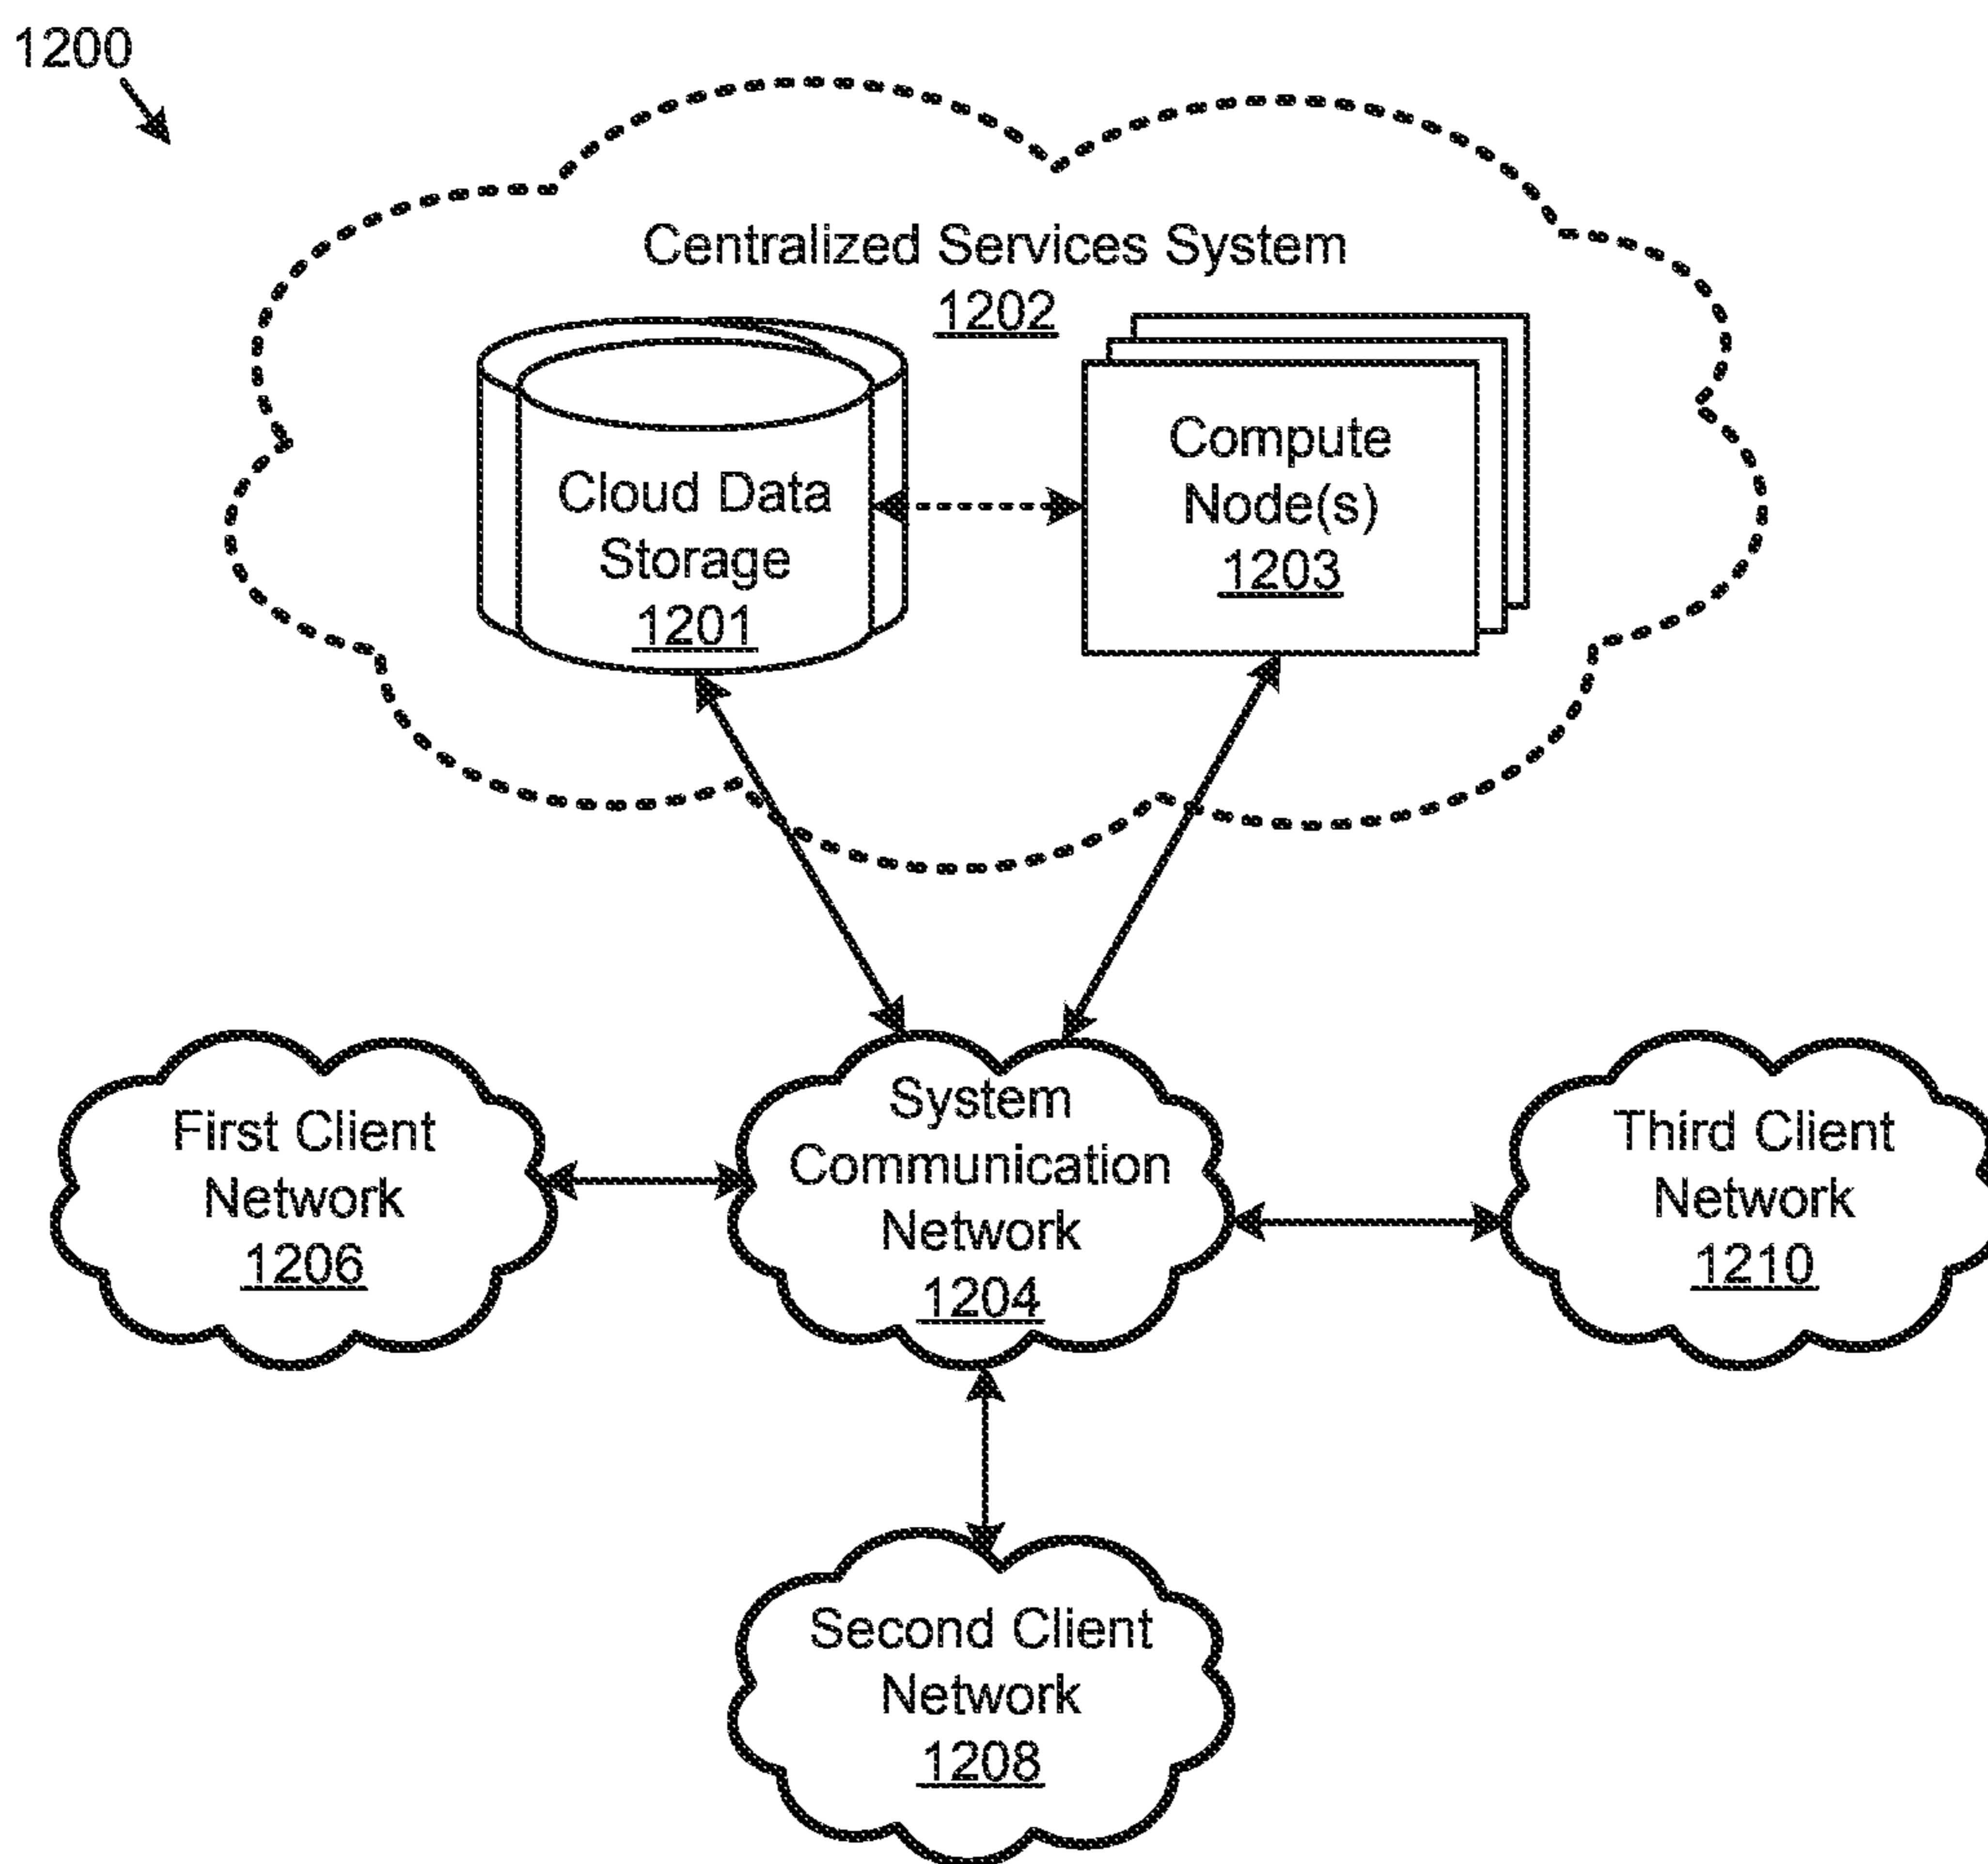 1200
Centralized Services System
1202
Cloud Data
Storage
1201
Compute
Node(s)
1203
System
Communication
Network
1204
First Client
Network
1206
Third Client
Network
1210
Second Client
Network
1208